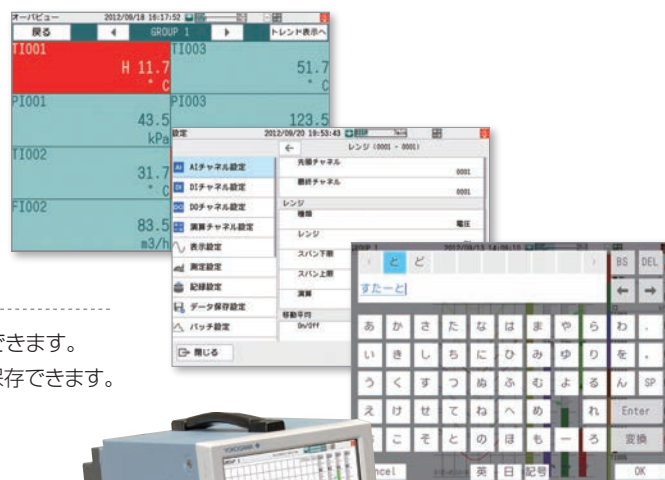 オーバビュー 2012/09/18 16:17:52
戻る GROUP 1 トレンド表示へ
TI001 TI003
H 11.7 51.7
°C °C
PI001 PI003
43.5 123.5
kPa
TI002
31.7
°C
FI002
83.5
m3/h
設定 2012/09/20 19:53:43
← レンジ (0001 - 0001)
AI AIチャネル設定
DI DIチャネル設定
DO DOチャネル設定
演算チャネル設定
表示設定
測定設定
記録設定
データ保存設定
バッチ設定
閉じる
先頭チャネル
0001
最終チャネル
0001
レンジ
種類
電圧
レンジ
スパン下限
スパン上限
演算
移動平均
On/Off
GROUP 1 2012/09/13 14:09:10
と ど BS DEL
すたーと ← →
あ か さ た な は ま や ら わ .
い き し ち に ひ み ゆ り を
う く す つ ぬ ふ む よ る ん SP
え け せ て ね へ め れ Enter
こ そ と の ほ も ー ろ 変換
英 日 記号 OK
できます。
保存できます。
YOKOGAWA